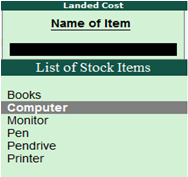 Landed Cost
Name of Item
List of Stock Items
Books
Computer
Monitor
Pen
Pendrive
Printer